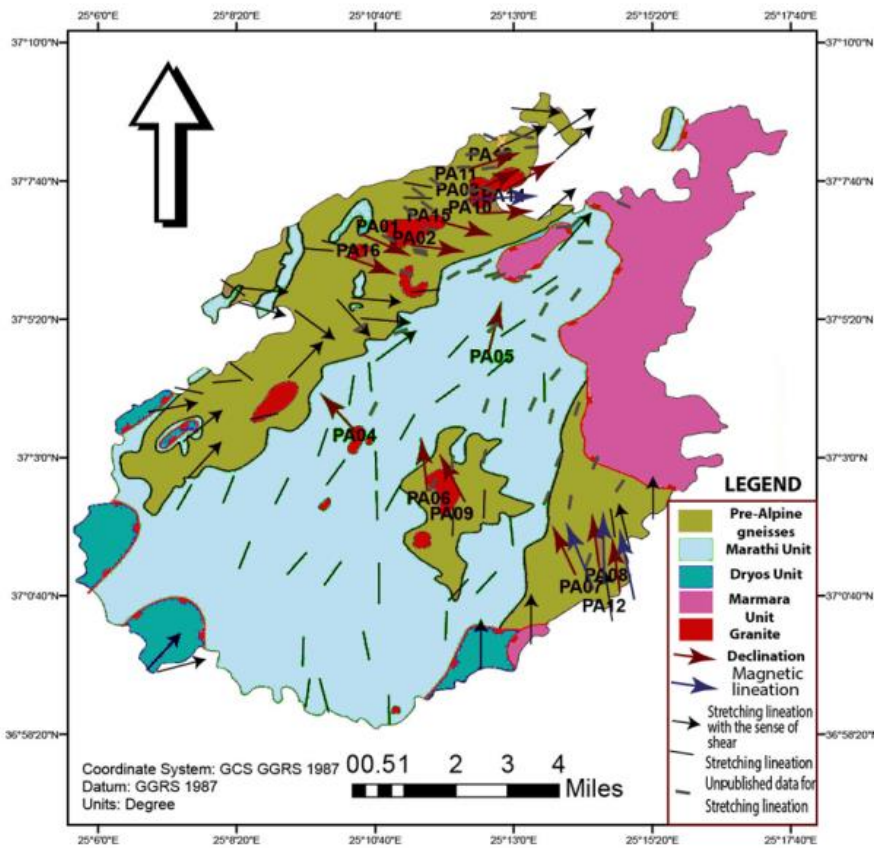 25°6'0"E 25°8'20"E 25°10'40"E 25°13'0"E 25°15'20"E 25°17'40"E
37°10'0"N 37°10'0"N
PA11
37°7'40"N 37°7'40"N
PA10
PA15
PA01
PA02
PA16
37°5'20"N 37°5'20"N
PA05
PA04
37°3'0"N 37°3'0"N
PA06
PA09
LEGEND
Pre-Alpine
gneisses
Marathi Unit
Dryos Unit
Marmara
Unit
Granite
Declination
Magnetic
lineation
Stretching lineation
with the sense of
shear
Stretching lineation
Unpublished data for
Stretching lineation
PA08
PA07
PA12
37°0'40"N 37°0'40"N
36°58'20"N 36°58'20"N
Coordinate System: GCS GGRS 1987
Datum: GGRS 1987
Units: Degree
00.51 2 3 4
Miles
25°6'0"E 25°8'20"E 25°10'40"E 25°13'0"E 25°15'20"E 25°17'40"E